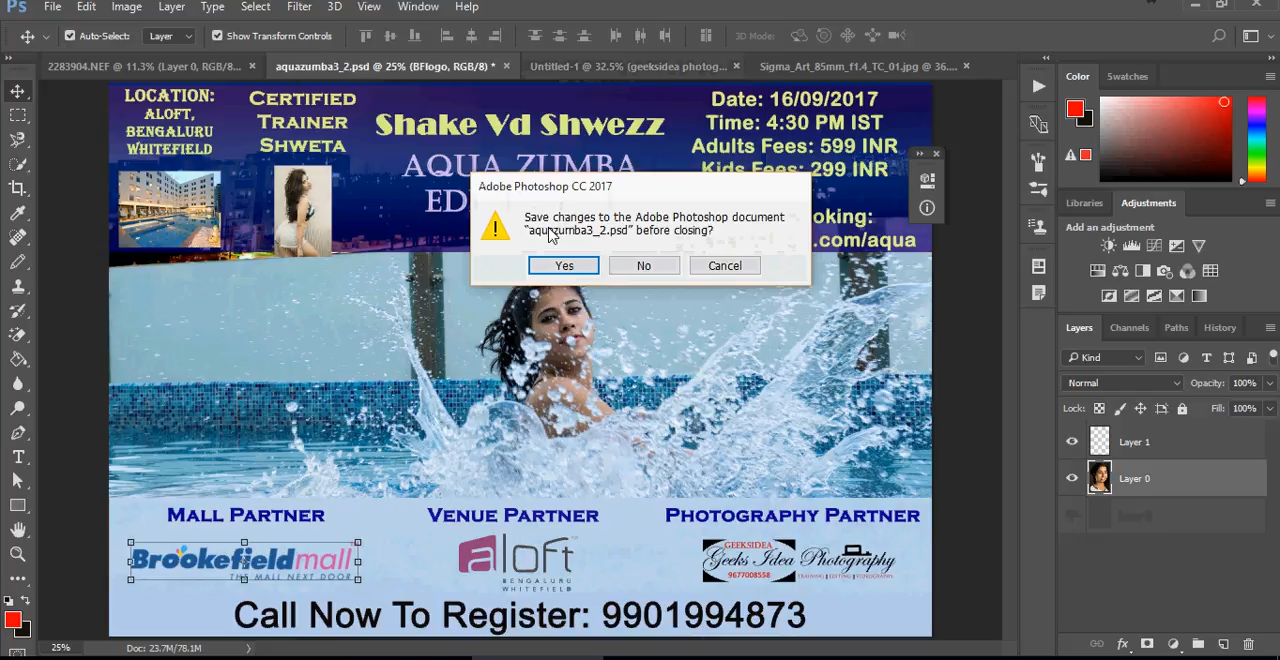 Ps File Edit Image Layer Type Select Filter 3D View Window Help
Auto-Select: Layer Show Transform Controls 3D Mode:
2283904.NEF @ 11.3% (Layer 0, RGB/8... × aquazumba3_2.psd @ 25% (BFlogo, RGB/8) * × Untitled-1 @ 32.5% (geeksidea photog... × Sigma_Art_85mm_f1.4_TC_01.jpg @ 36.... ×
Location:
Aloft,
Bengaluru
Whitefield
Certified
Trainer
Shweta
Shake Vd Shwezz
AQUA ZUMBA
ED
Date: 16/09/2017
Time: 4:30 PM IST
Adults Fees: 599 INR
Kids Fees: 299 INR
oking:
.com/aqua
Adobe Photoshop CC 2017
Save changes to the Adobe Photoshop document
"aquazumba3_2.psd" before closing?
Yes No Cancel
Mall Partner
Venue Partner
Photography Partner
Brookefieldmall
THE MALL NEXT DOOR
aloft
BENGALURU
WHITEFIELD
GEEKSIDEA
Geeks Idea Photography
9677008558
Call Now To Register: 9901994873
25% Doc: 23.7M/78.1M
Color Swatches
Libraries Adjustments
Add an adjustment
Layers Channels Paths History
Kind
Normal Opacity: 100%
Lock: Fill: 100%
Layer 1
Layer 0